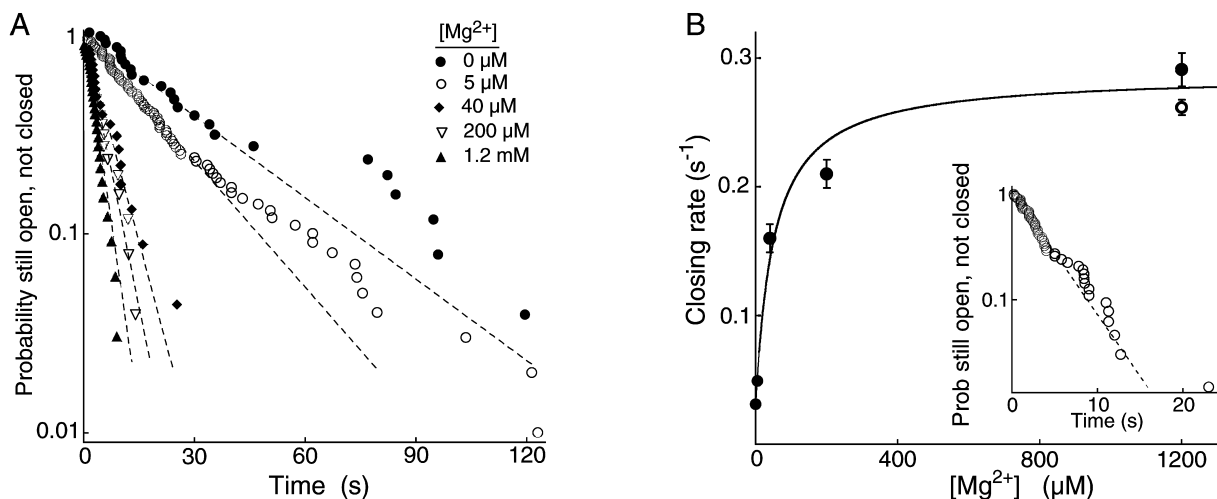 A
[Mg2+]
0 µM
5 µM
40 µM
200 µM
1.2 mM
1
0.1
0.01
Probability still open, not closed
0 30 60 90 120
Time (s)
B
0.3
0.2
0.1
Closing rate (s-1)
0 400 800 1200
[Mg2+] (µM)
1
0.1
Prob still open, not closed
0 10 20
Time (s)